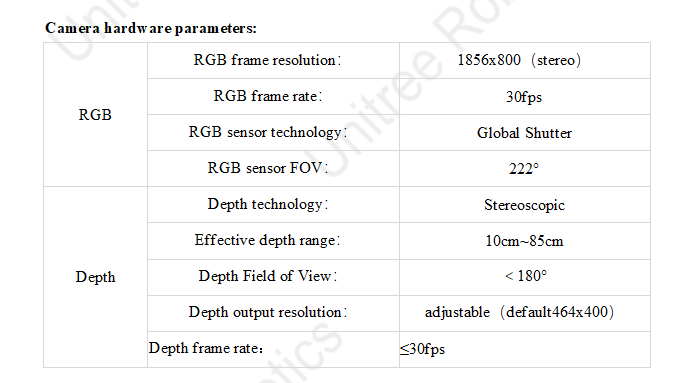 Camera hardware parameters:
RGB
RGB frame resolution： 1856x800（stereo）
RGB frame rate： 30fps
RGB sensor technology： Global Shutter
RGB sensor FOV： 222°
Depth
Depth technology： Stereoscopic
Effective depth range： 10cm~85cm
Depth Field of View： < 180°
Depth output resolution： adjustable（default464x400）
Depth frame rate： ≤30fps
Unitree Ro
U
otics